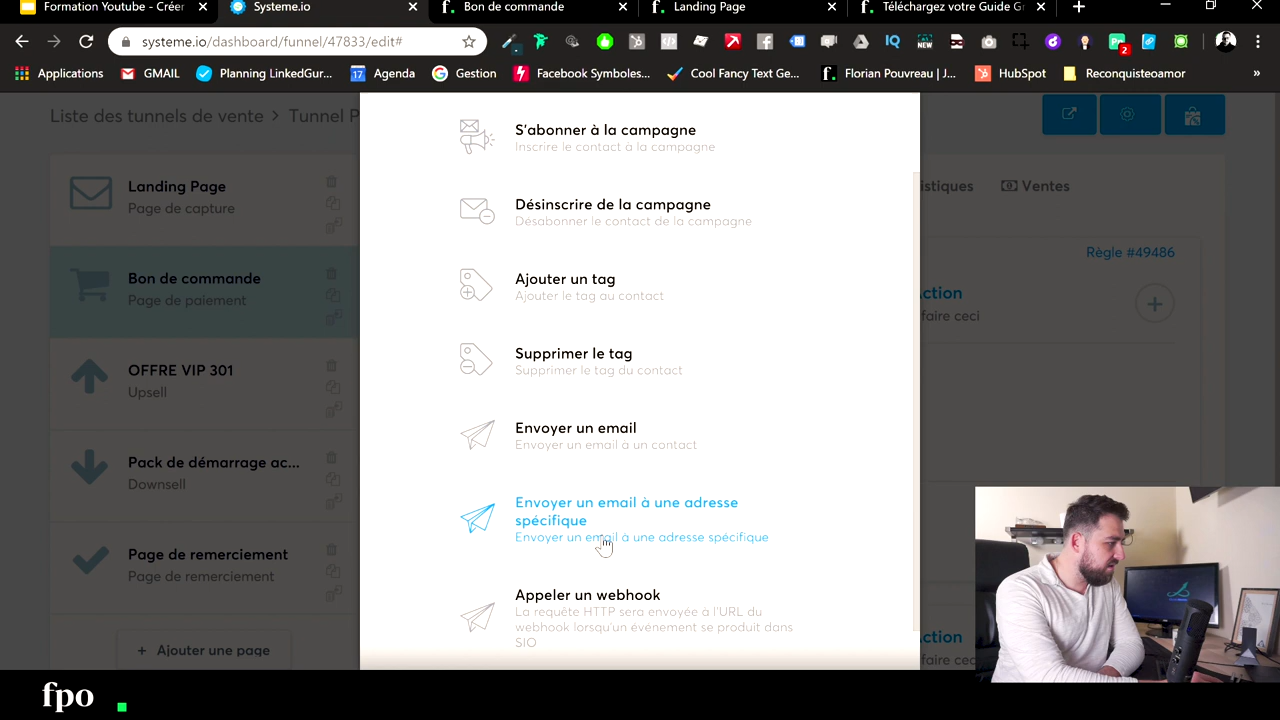 Formation Youtube - Créer
Systeme.io
Bon de commande
Landing Page
Téléchargez votre Guide Gr
systeme.io/dashboard/funnel/47833/edit#
NEW
2
Applications
GMAIL
Planning LinkedGur...
Agenda
Gestion
Facebook Symboles...
Cool Fancy Text Ge...
Florian Pouvreau | J...
HubSpot
Reconquisteoamor
»
Liste des tunnels de vente > Tunnel P
Landing Page
Page de capture
Bon de commande
Page de paiement
OFFRE VIP 301
Upsell
Pack de démarrage ac...
Downsell
Page de remerciement
Page de remerciement
+ Ajouter une page
S'abonner à la campagne
Inscrire le contact à la campagne
Désinscrire de la campagne
Désabonner le contact de la campagne
Ajouter un tag
Ajouter le tag au contact
Supprimer le tag
Supprimer le tag du contact
Envoyer un email
Envoyer un email à un contact
Envoyer un email à une adresse
spécifique
Envoyer un email à une adresse spécifique
Appeler un webhook
La requête HTTP sera envoyée à l'URL du
webhook lorsqu'un événement se produit dans
SIO
istiques
Ventes
Règle #49486
Action
faire ceci
Action
faire cec
fpo